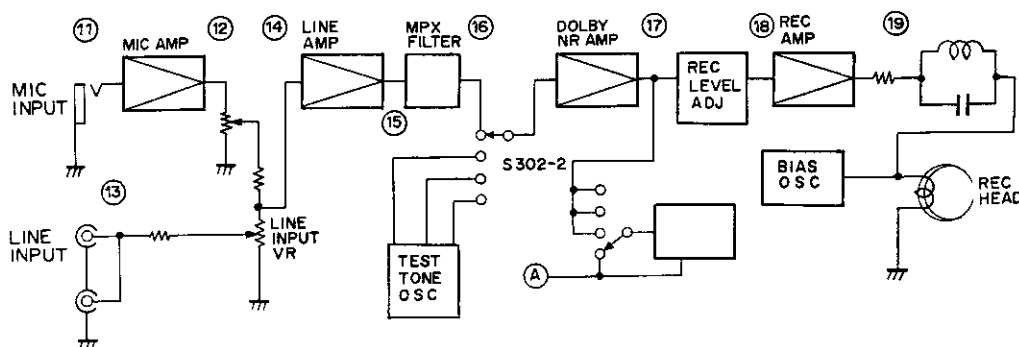 11
MIC AMP
12
14
LINE
AMP
MPX
FILTER
16
DOLBY
NR AMP
17
18
REC
AMP
19
MIC
INPUT
REC
LEVEL
ADJ
15
S302-2
13
LINE
INPUT
LINE
INPUT
VR
TEST
TONE
OSC
A
BIAS
OSC
REC
HEAD